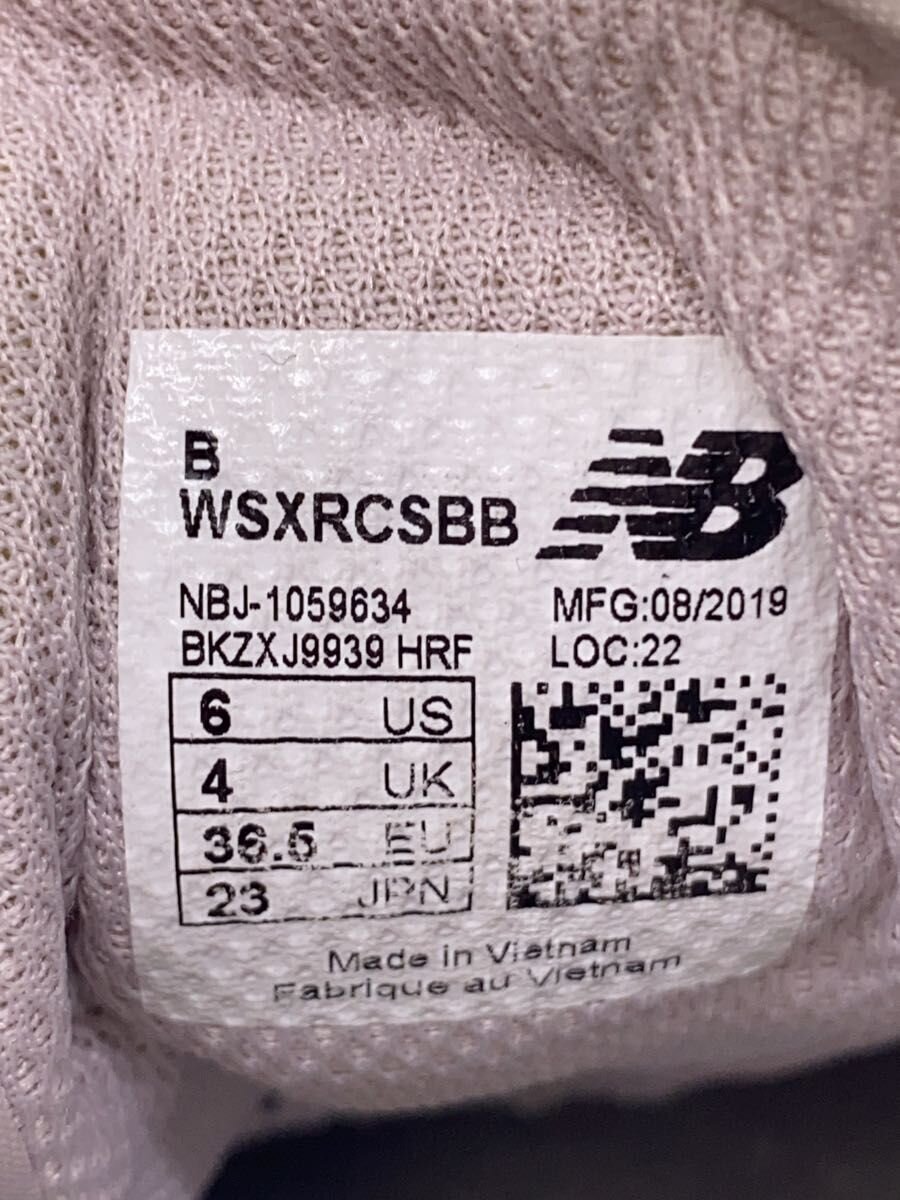 B
WSXRCSBB
NB
NBJ-1059634
MFG:08/2019
BKZXJ9939 HRF
LOC:22
6 US
4 UK
36.5 EU
23 JPN
Made in Vietnam
Fabrique au Vietnam